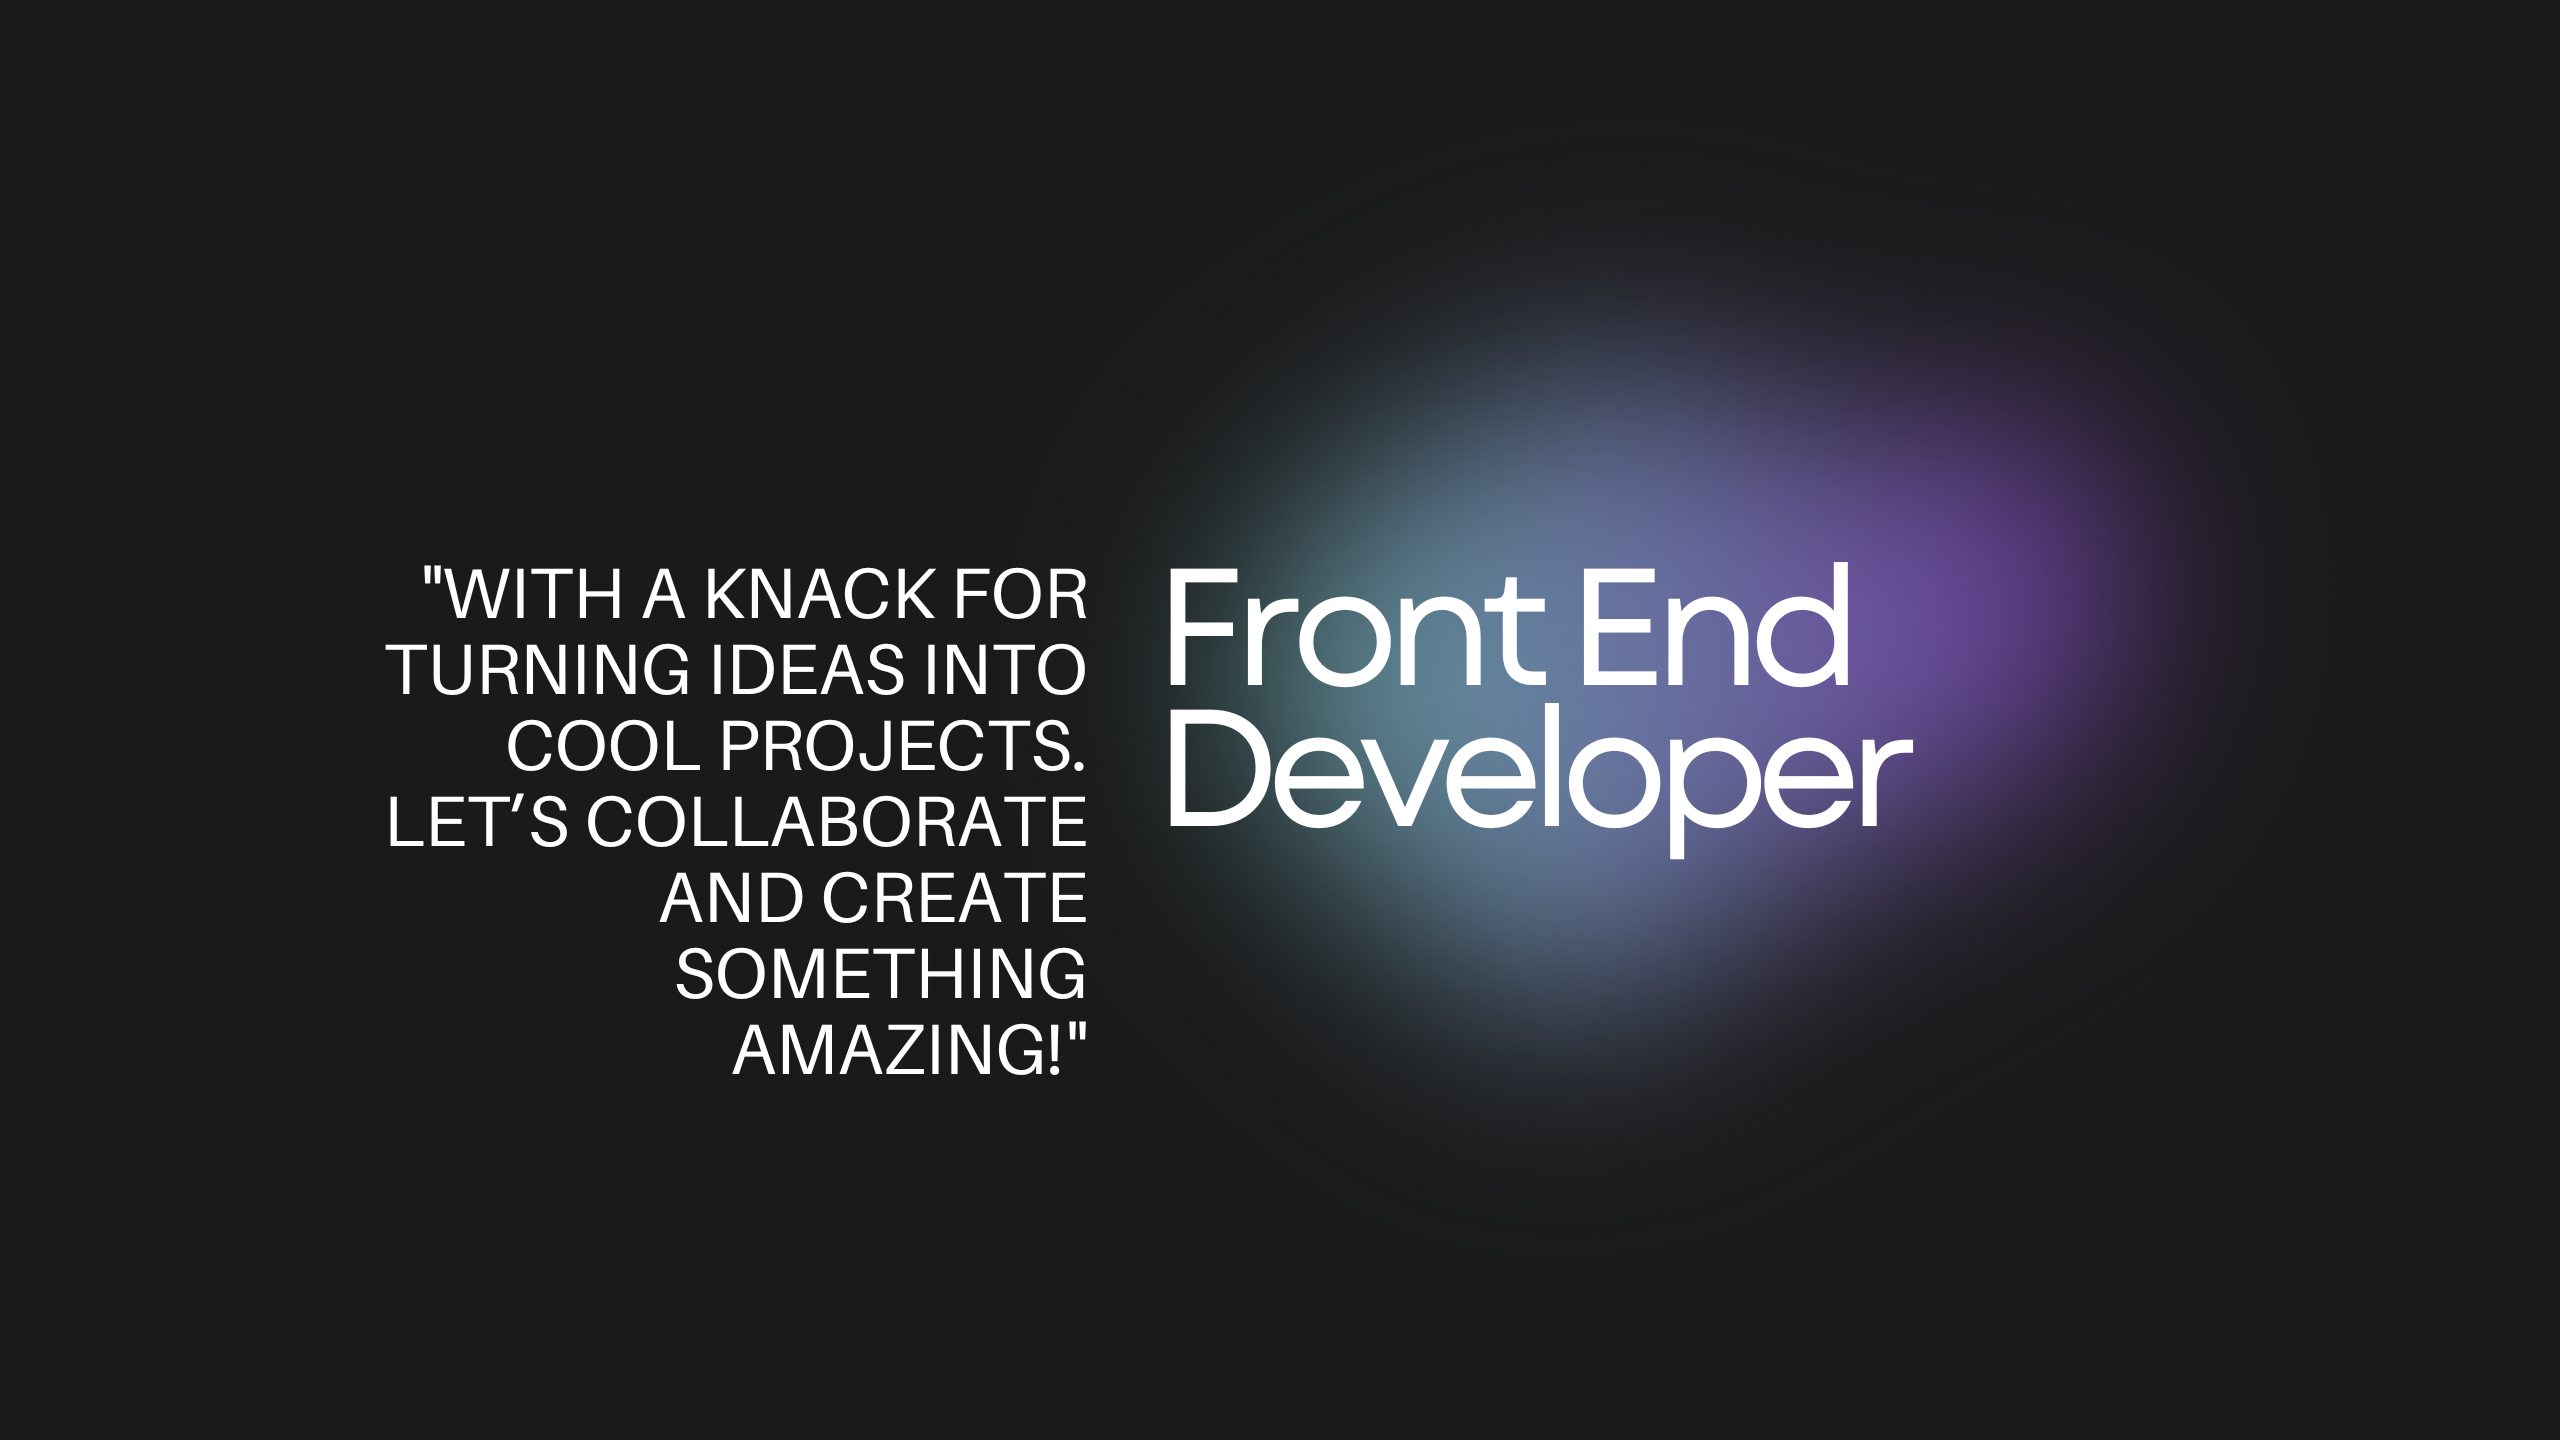 "WITH A KNACK FOR
TURNING IDEAS INTO
COOL PROJECTS.
LET’S COLLABORATE
AND CREATE
SOMETHING
AMAZING!"
Front End
Developer